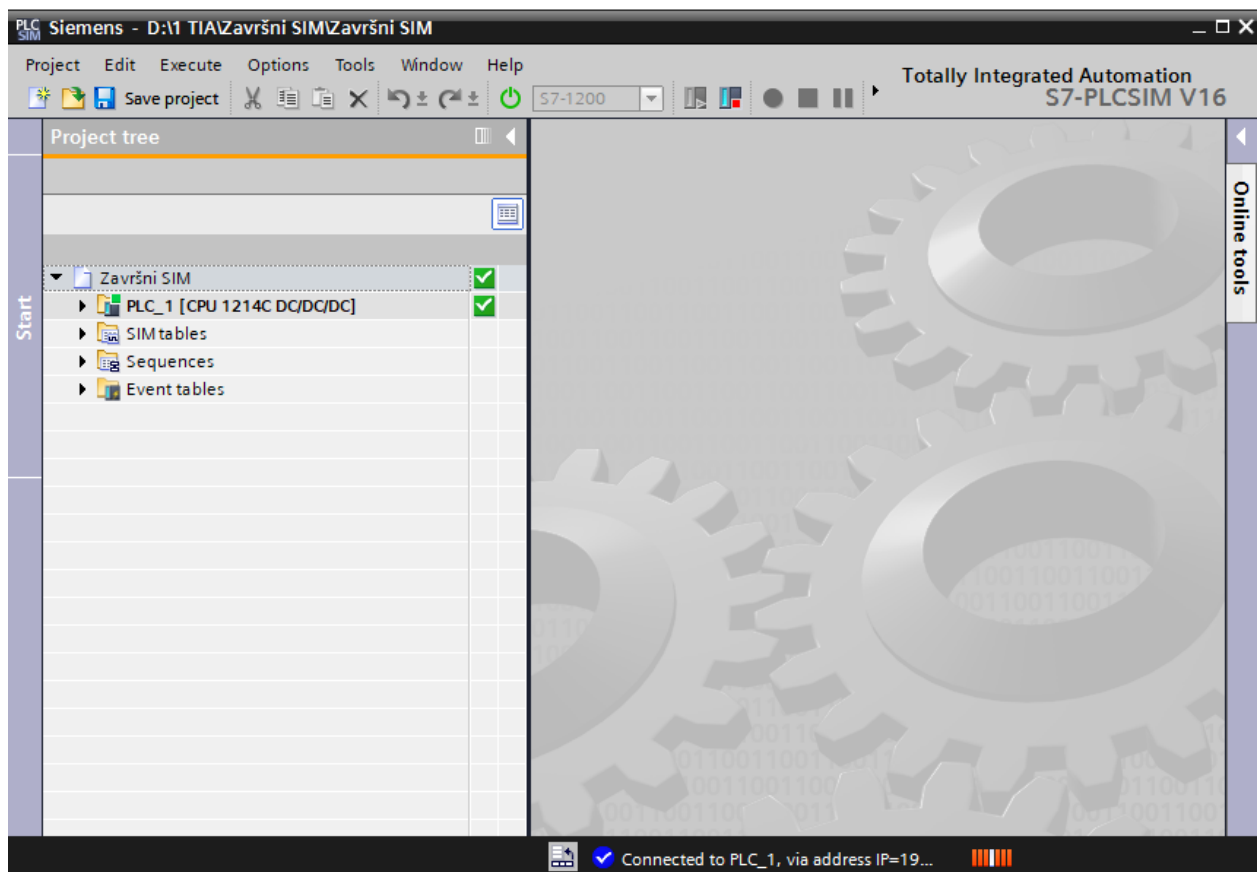 PLC SIM Siemens - D:\1 TIA\Završni SIM\Završni SIM
Project Edit Execute Options Tools Window Help
Totally Integrated Automation
S7-PLCSIM V16
Save project S7-1200
Project tree
Online tools
Start
Završni SIM
PLC_1 [CPU 1214C DC/DC/DC]
SIM tables
Sequences
Event tables
Connected to PLC_1, via address IP=19...